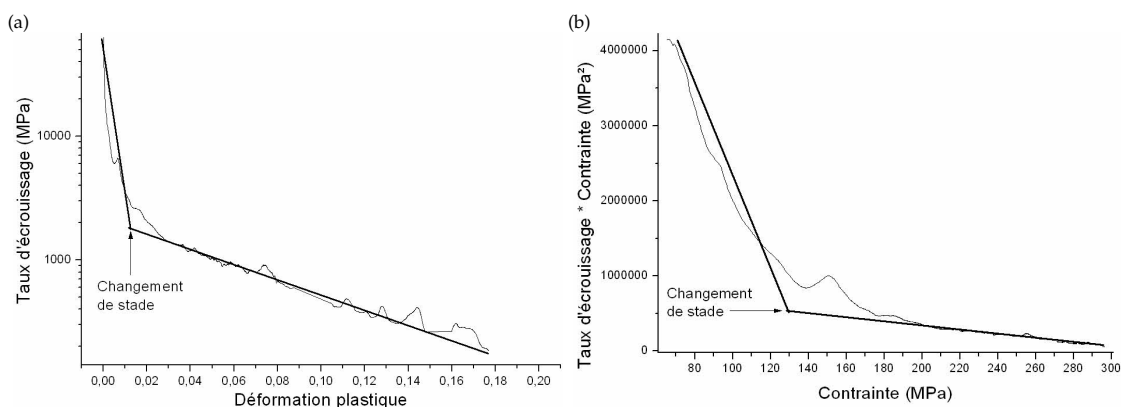 (a)
Taux d'écrouissage (MPa)
10000
1000
Changement
de stade
0,00 0,02 0,04 0,06 0,08 0,10 0,12 0,14 0,16 0,18 0,20
Déformation plastique
(b)
Taux d'écrouissage * Contrainte (MPa²)
4000000
3000000
2000000
1000000
0
Changement
de stade
60 80 100 120 140 160 180 200 220 240 260 280 300
Contrainte (MPa)